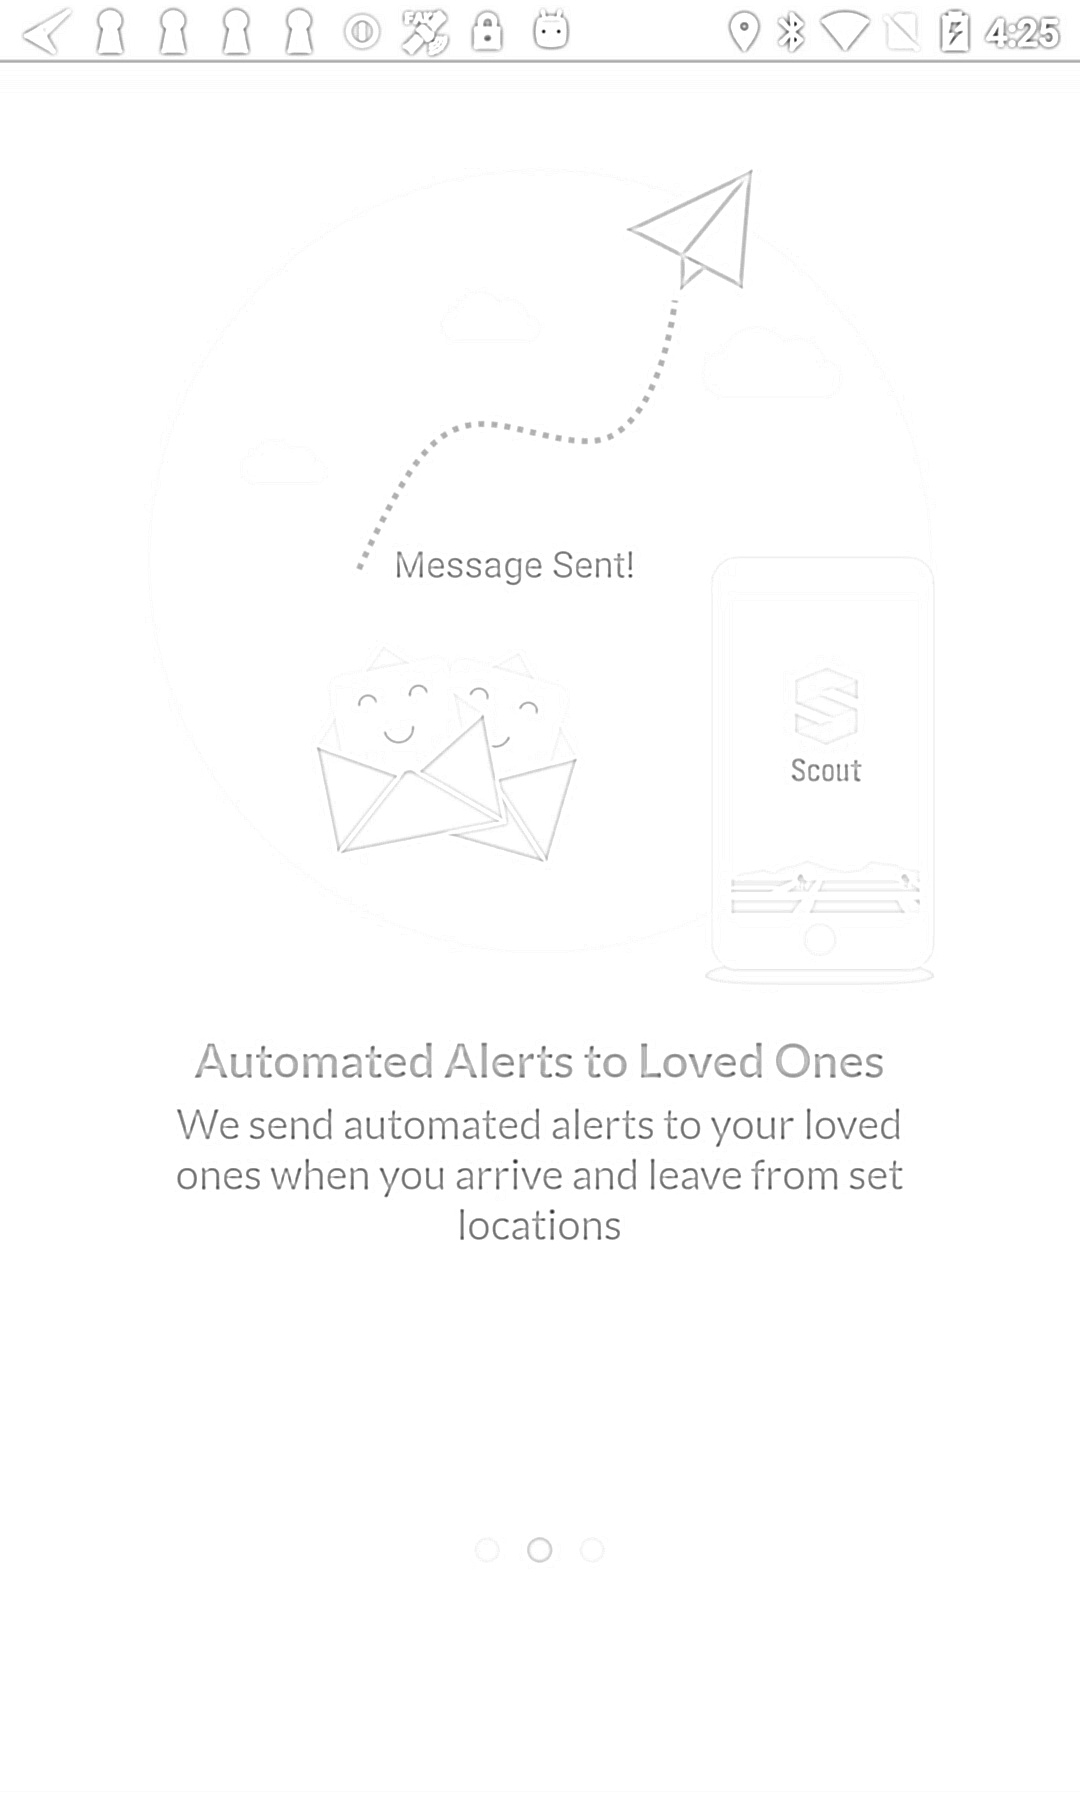 FAKE
4:25
Message Sent!
Scout
Automated Alerts to Loved Ones
We send automated alerts to your loved
ones when you arrive and leave from set
locations